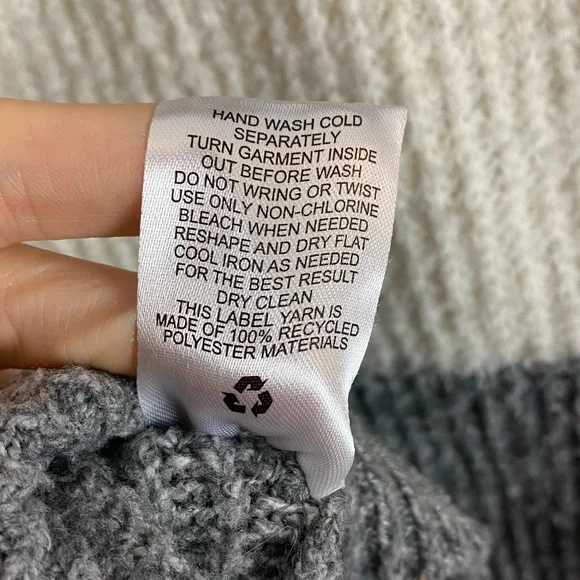 HAND WASH COLD
SEPARATELY
TURN GARMENT INSIDE
OUT BEFORE WASH
DO NOT WRING OR TWIST
USE ONLY NON-CHLORINE
BLEACH WHEN NEEDED
RESHAPE AND DRY FLAT
COOL IRON AS NEEDED
FOR THE BEST RESULT
DRY CLEAN
THIS LABEL YARN IS
MADE OF 100% RECYCLED
POLYESTER MATERIALS